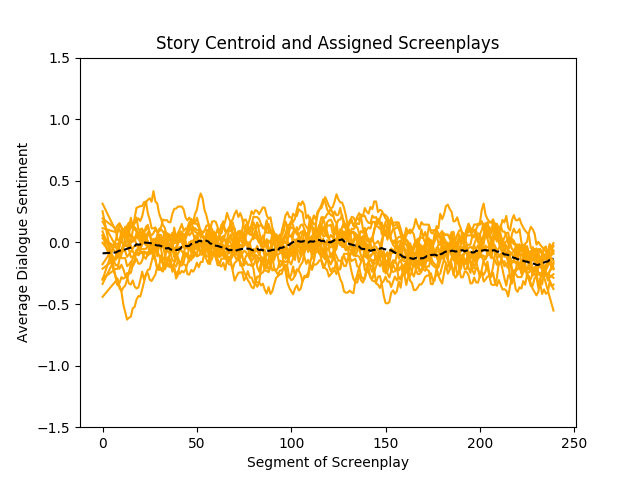 Story Centroid and Assigned Screenplays
1.5
1.0
0.5
0.0
−0.5
−1.0
−1.5
Average Dialogue Sentiment
0 50 100 150 200 250
Segment of Screenplay